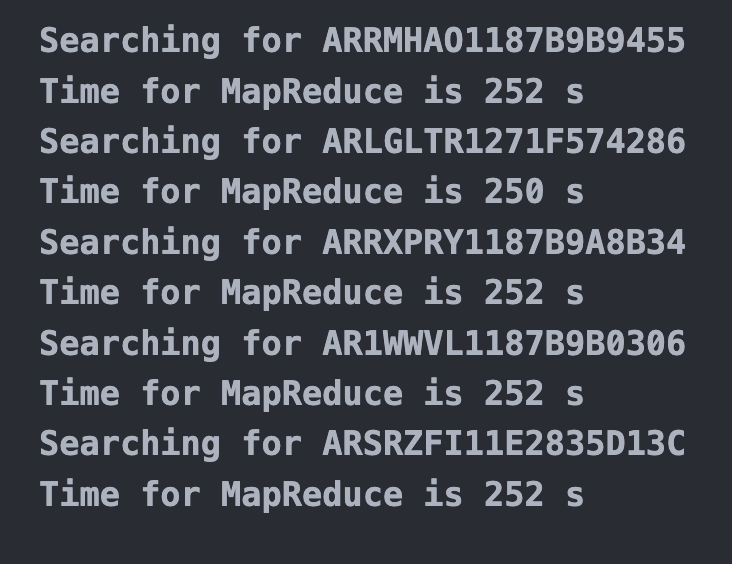 Searching for ARRMHAO1187B9B9455
Time for MapReduce is 252 s
Searching for ARLGLTR1271F574286
Time for MapReduce is 250 s
Searching for ARRXPRY1187B9A8B34
Time for MapReduce is 252 s
Searching for AR1WWVL1187B9B0306
Time for MapReduce is 252 s
Searching for ARSRZFI11E2835D13C
Time for MapReduce is 252 s